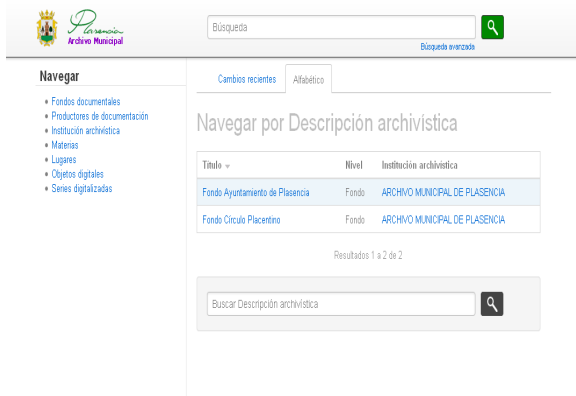 Plasencia
Archivo Municipal
Búsqueda
Búsqueda avanzada
Navegar
Fondos documentales
Productores de documentación
Institución archivística
Materias
Lugares
Objetos digitales
Series digitalizadas
Cambios recientes
Alfabético
Navegar por Descripción archivística
Título Nivel Institución archivística
Fondo Ayuntamiento de Plasencia Fondo ARCHIVO MUNICIPAL DE PLASENCIA
Fondo Círculo Placentino Fondo ARCHIVO MUNICIPAL DE PLASENCIA
Resultados 1 a 2 de 2
Buscar Descripción archivística